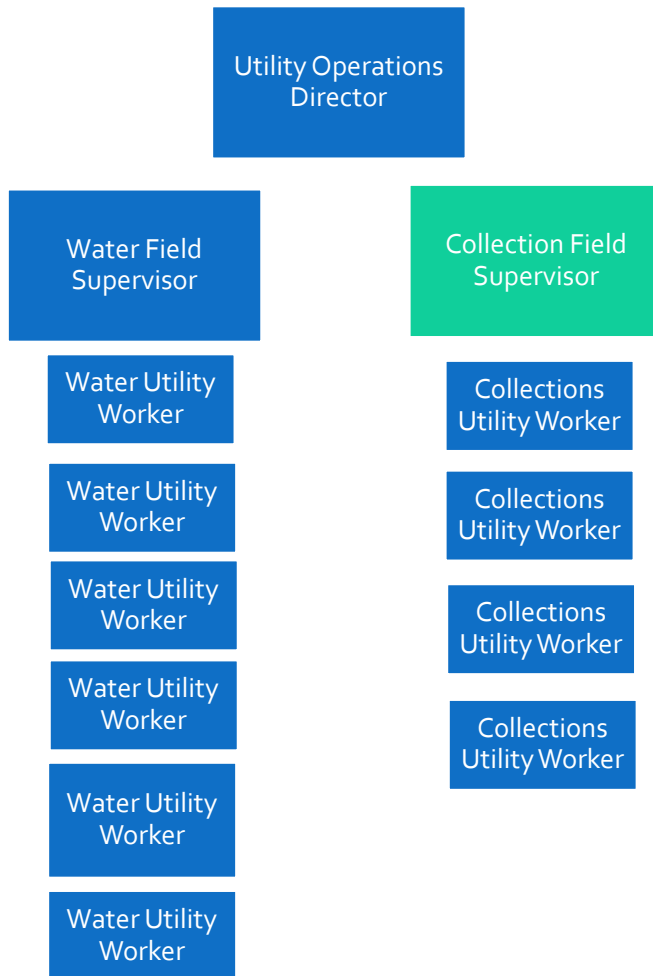 Utility Operations
Director
Water Field
Supervisor
Collection Field
Supervisor
Water Utility
Worker
Water Utility
Worker
Water Utility
Worker
Water Utility
Worker
Water Utility
Worker
Water Utility
Worker
Collections
Utility Worker
Collections
Utility Worker
Collections
Utility Worker
Collections
Utility Worker